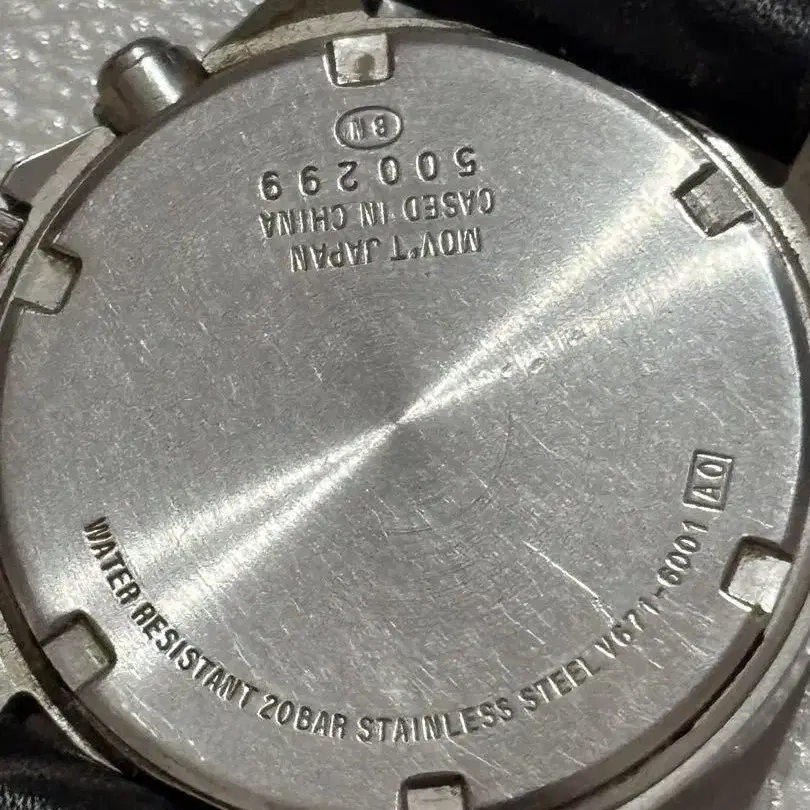 BN
500299
CASED IN CHINA
MOV'T JAPAN
WATER RESISTANT 20BAR STAINLESS STEEL V671-6001 A0